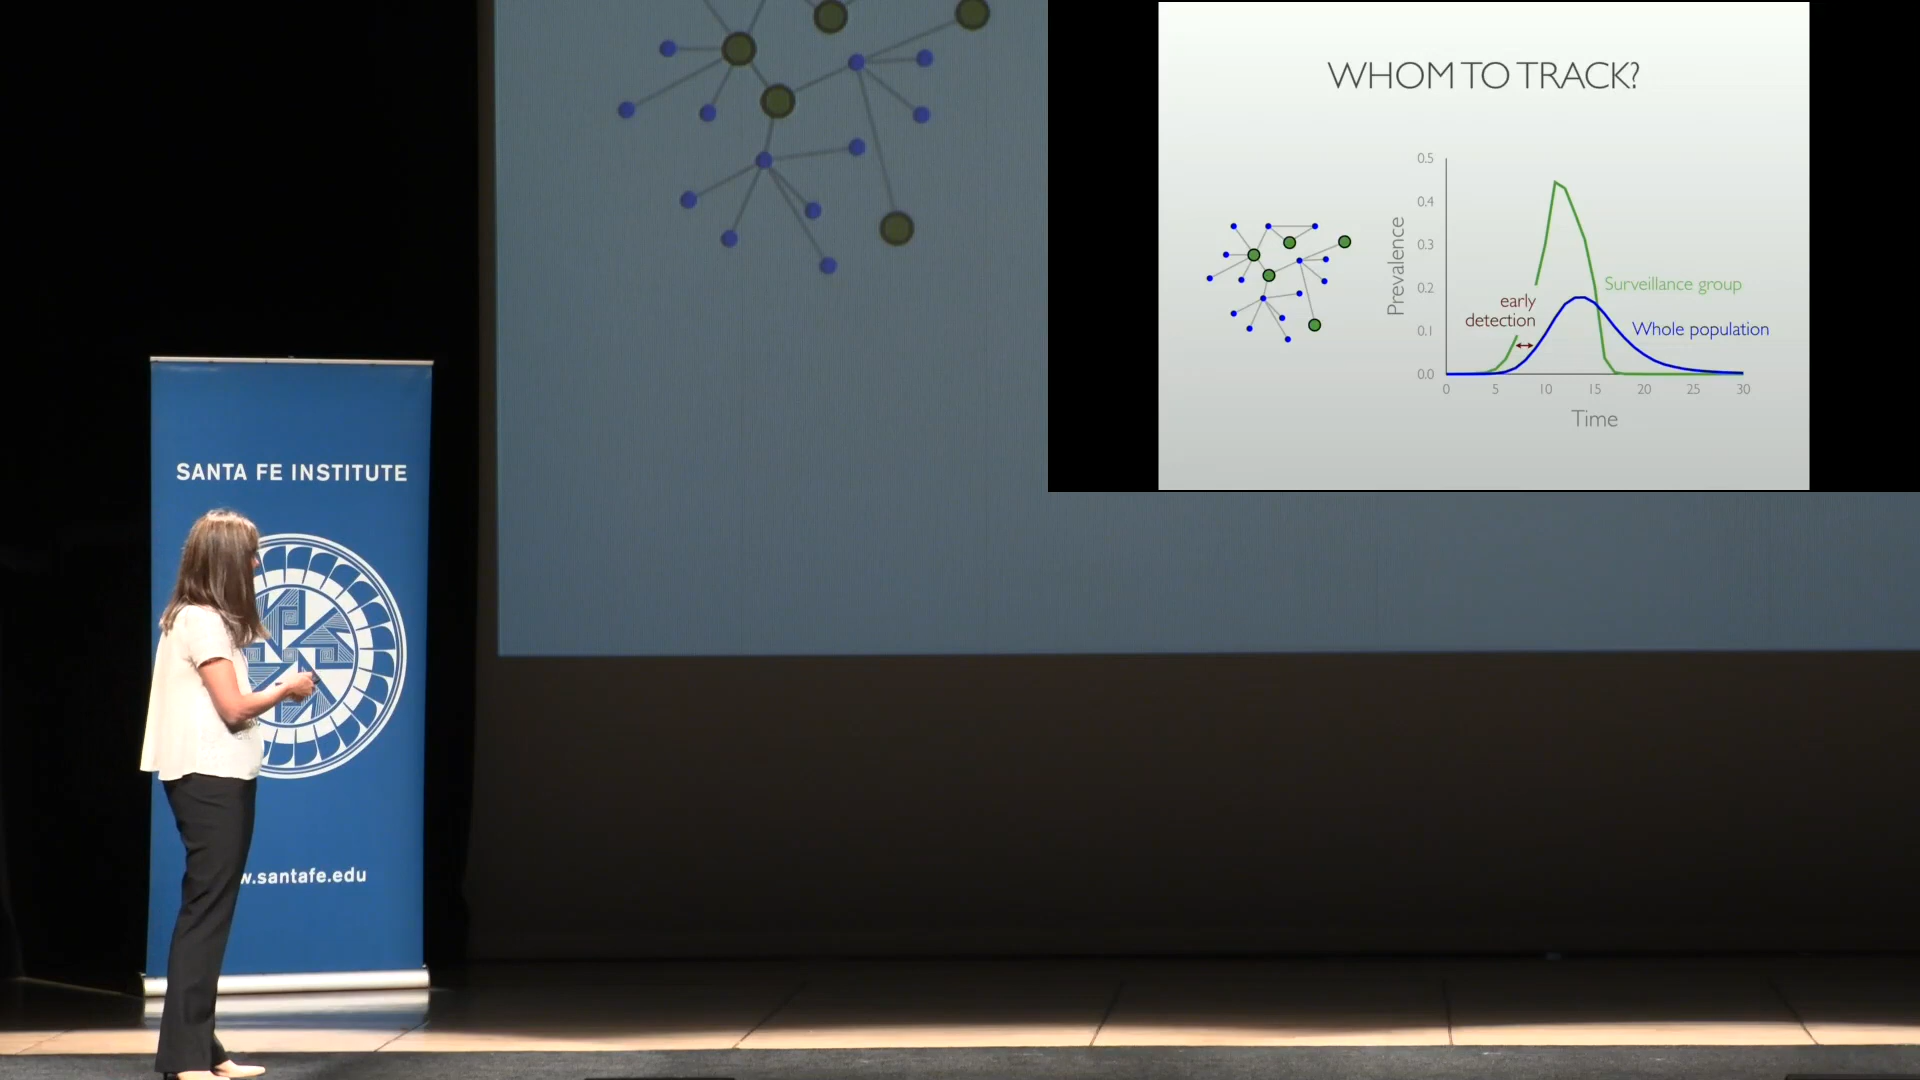 WHOM TO TRACK?
0.5
0.4
0.3
0.2
0.1
0.0
Prevalence
early
detection
Surveillance group
Whole population
0 5 10 15 20 25 30
Time
SANTA FE INSTITUTE
w.santafe.edu